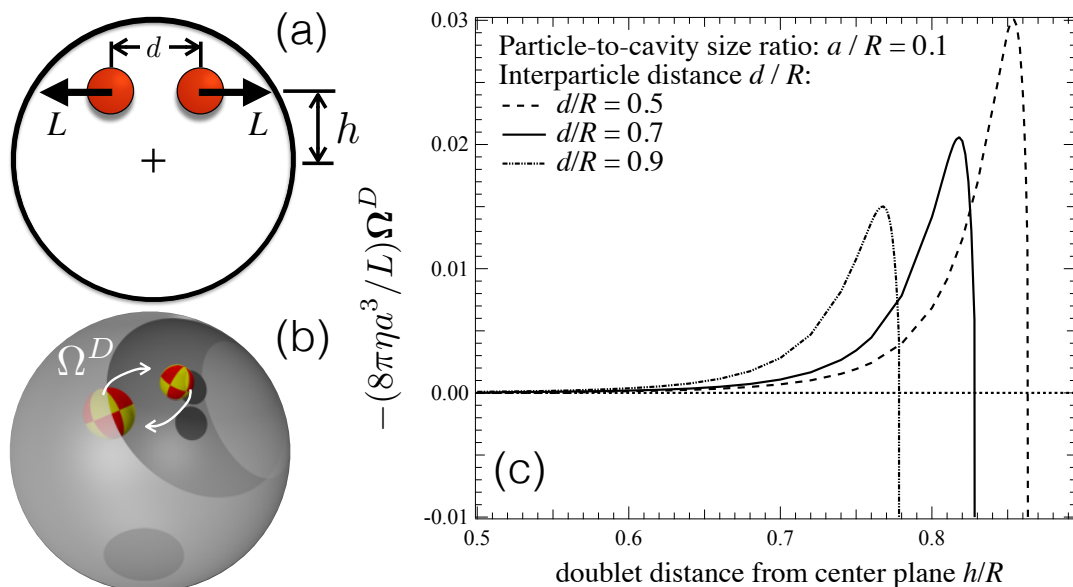 (a)
d
L
L
h
(b)
Ω^D
−(8πηa³/L)Ω^D
0.03
0.02
0.01
0.00
-0.01
Particle-to-cavity size ratio: a / R = 0.1
Interparticle distance d / R:
d/R = 0.5
d/R = 0.7
d/R = 0.9
(c)
0.5
0.6
0.7
0.8
doublet distance from center plane h/R